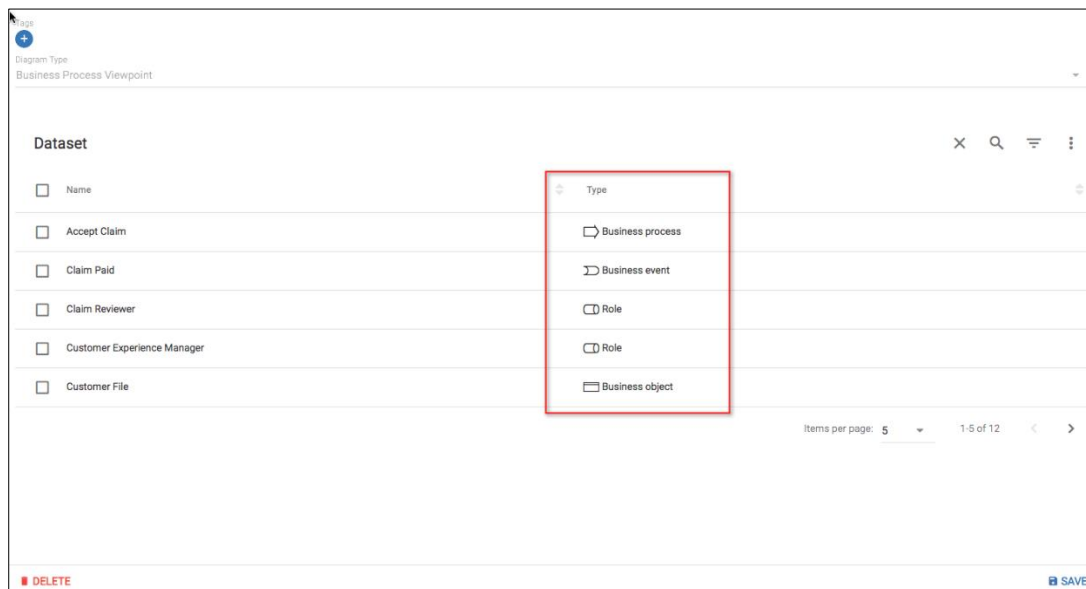 Tags
Diagram Type
Business Process Viewpoint
Dataset
Name Type
Accept Claim Business process
Claim Paid Business event
Claim Reviewer Role
Customer Experience Manager Role
Customer File Business object
Items per page: 5 1-5 of 12
DELETE SAVE